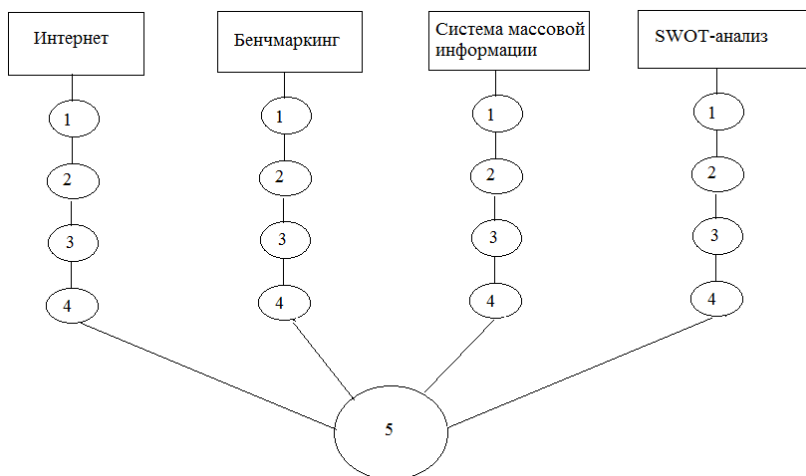 Интернет
Бенчмаркинг
Система массовой
информации
SWOT-анализ
1 1 1 1
2 2 2 2
3 3 3 3
4 4 4 4
5